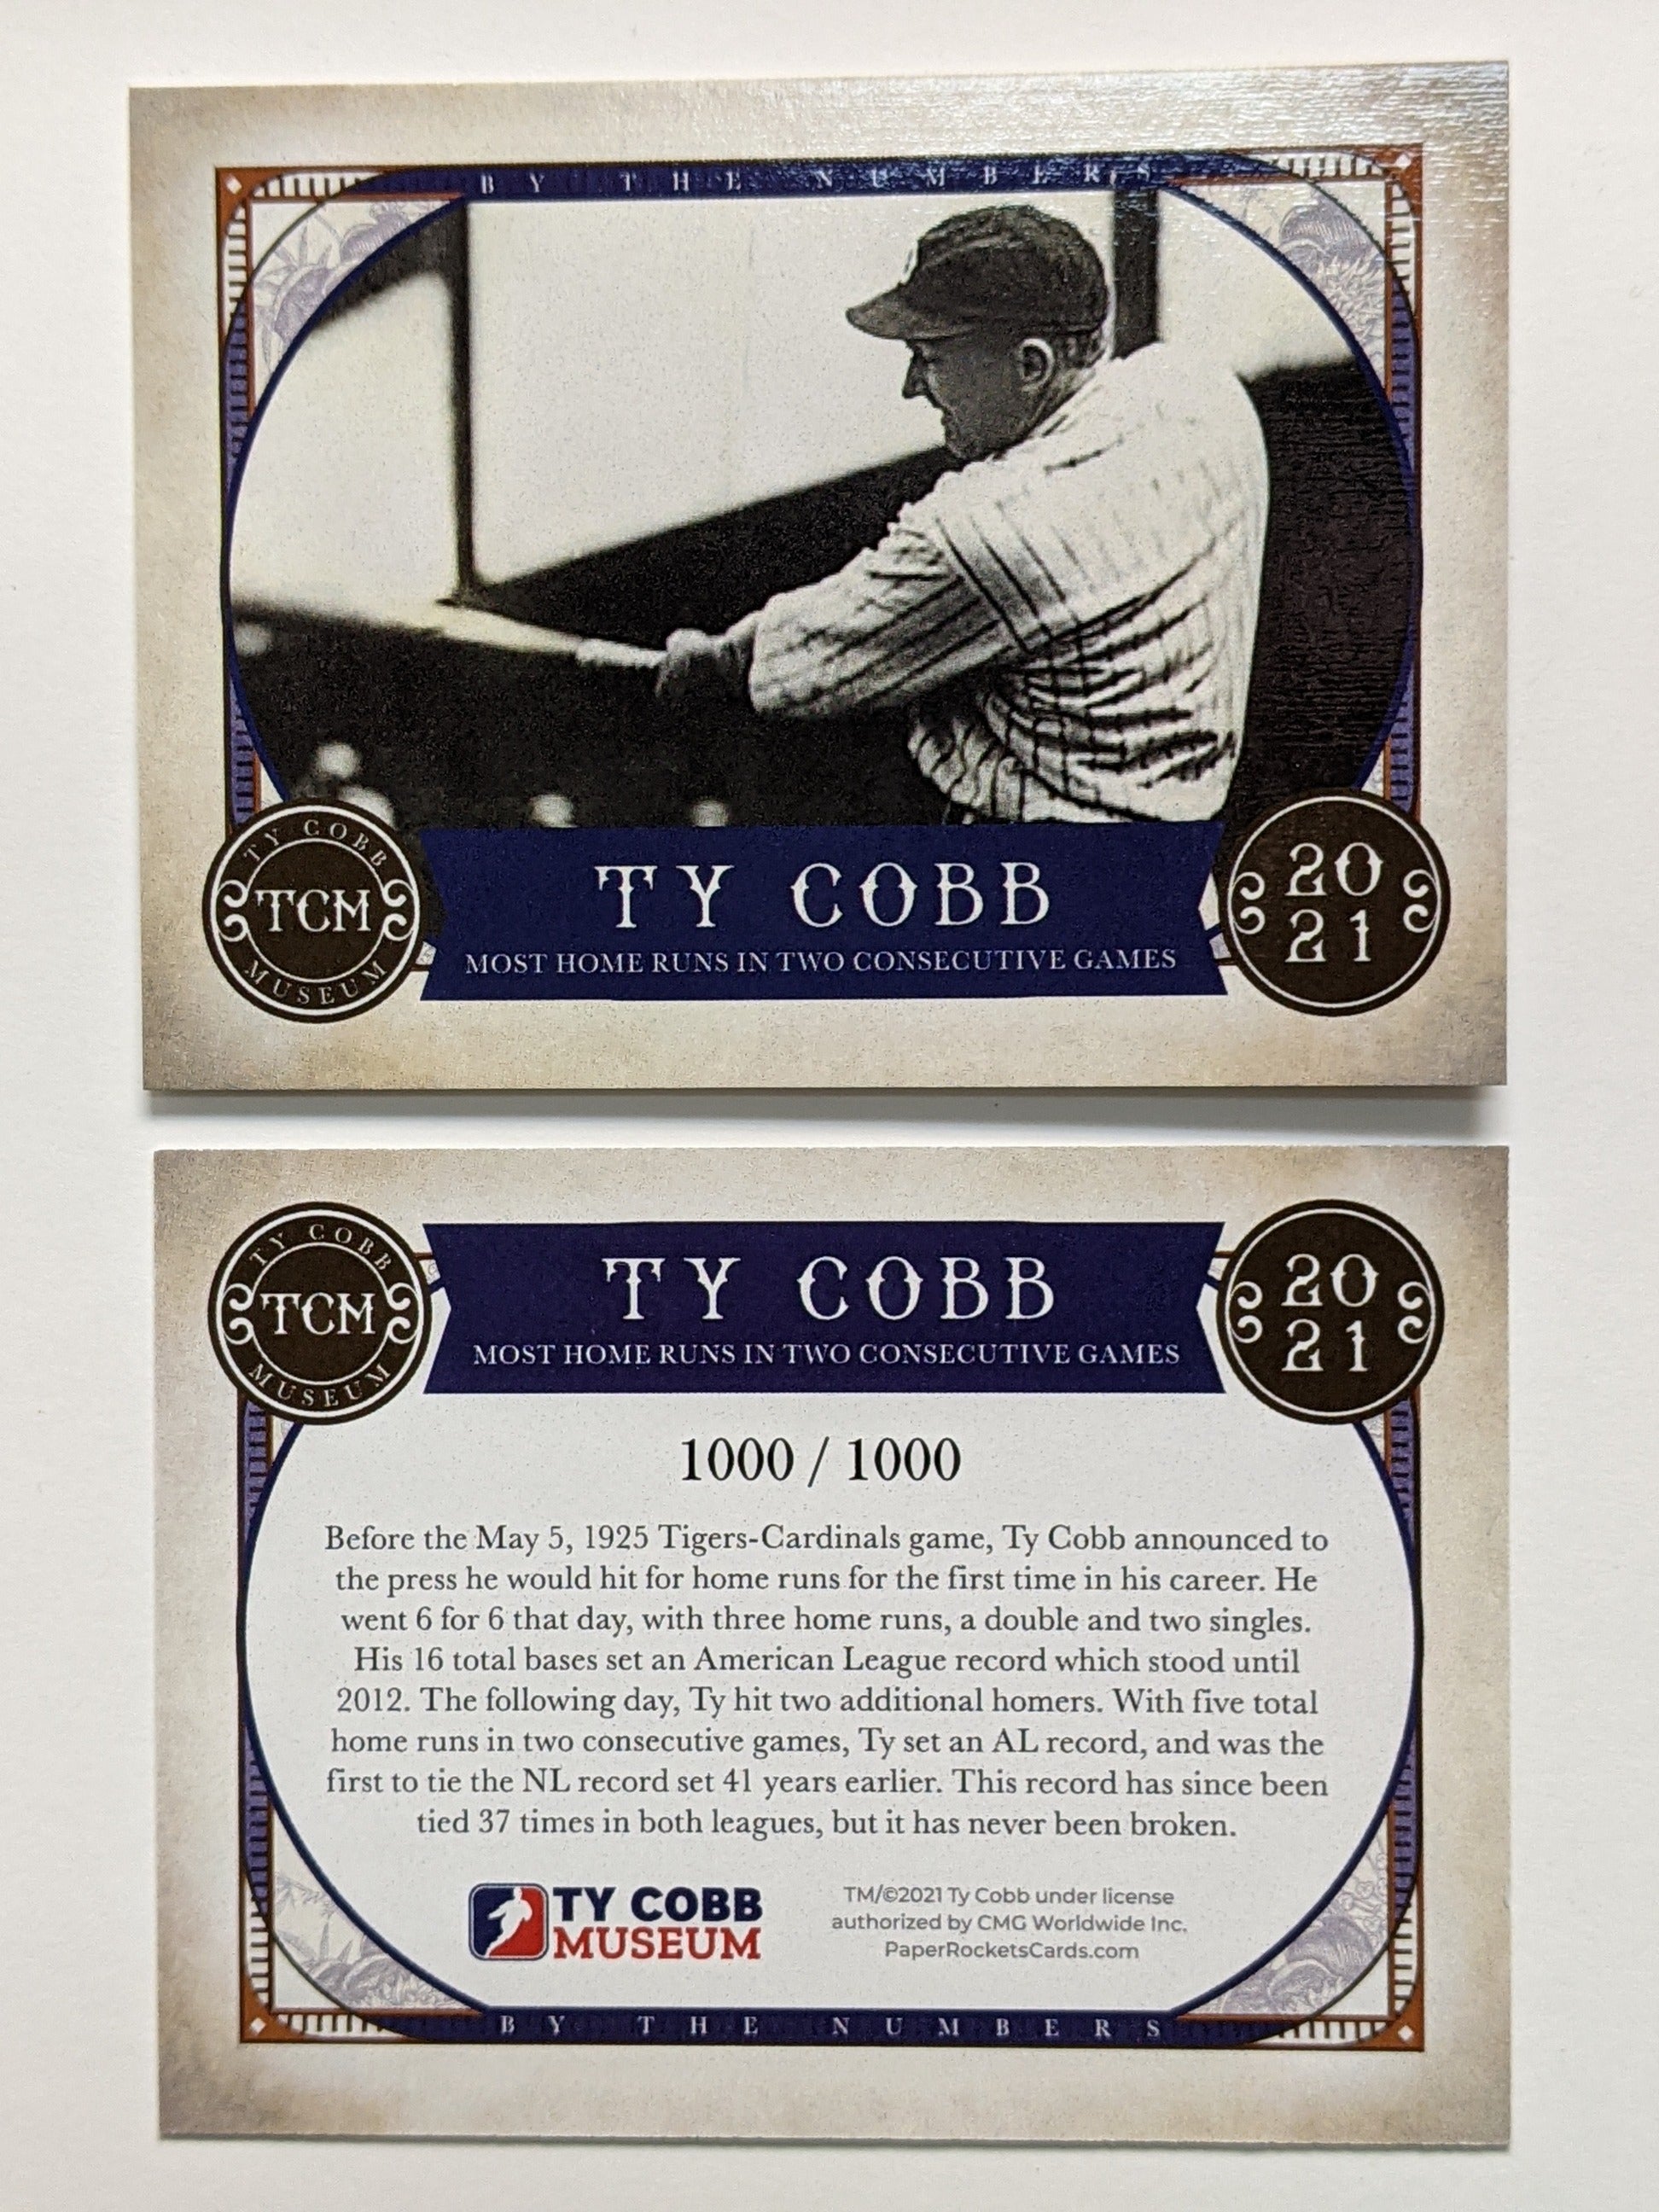 BY THE NUMBERS
TY COBB
TCM
MUSEUM
TY COBB
MOST HOME RUNS IN TWO CONSECUTIVE GAMES
20
21
TY COBB
TCM
MUSEUM
TY COBB
MOST HOME RUNS IN TWO CONSECUTIVE GAMES
20
21
1000 / 1000
Before the May 5, 1925 Tigers-Cardinals game, Ty Cobb announced to
the press he would hit for home runs for the first time in his career. He
went 6 for 6 that day, with three home runs, a double and two singles.
His 16 total bases set an American League record which stood until
2012. The following day, Ty hit two additional homers. With five total
home runs in two consecutive games, Ty set an AL record, and was the
first to tie the NL record set 41 years earlier. This record has since been
tied 37 times in both leagues, but it has never been broken.
TY COBB
MUSEUM
TM/©2021 Ty Cobb under license
authorized by CMG Worldwide Inc.
PaperRocketsCards.com
BY THE NUMBERS